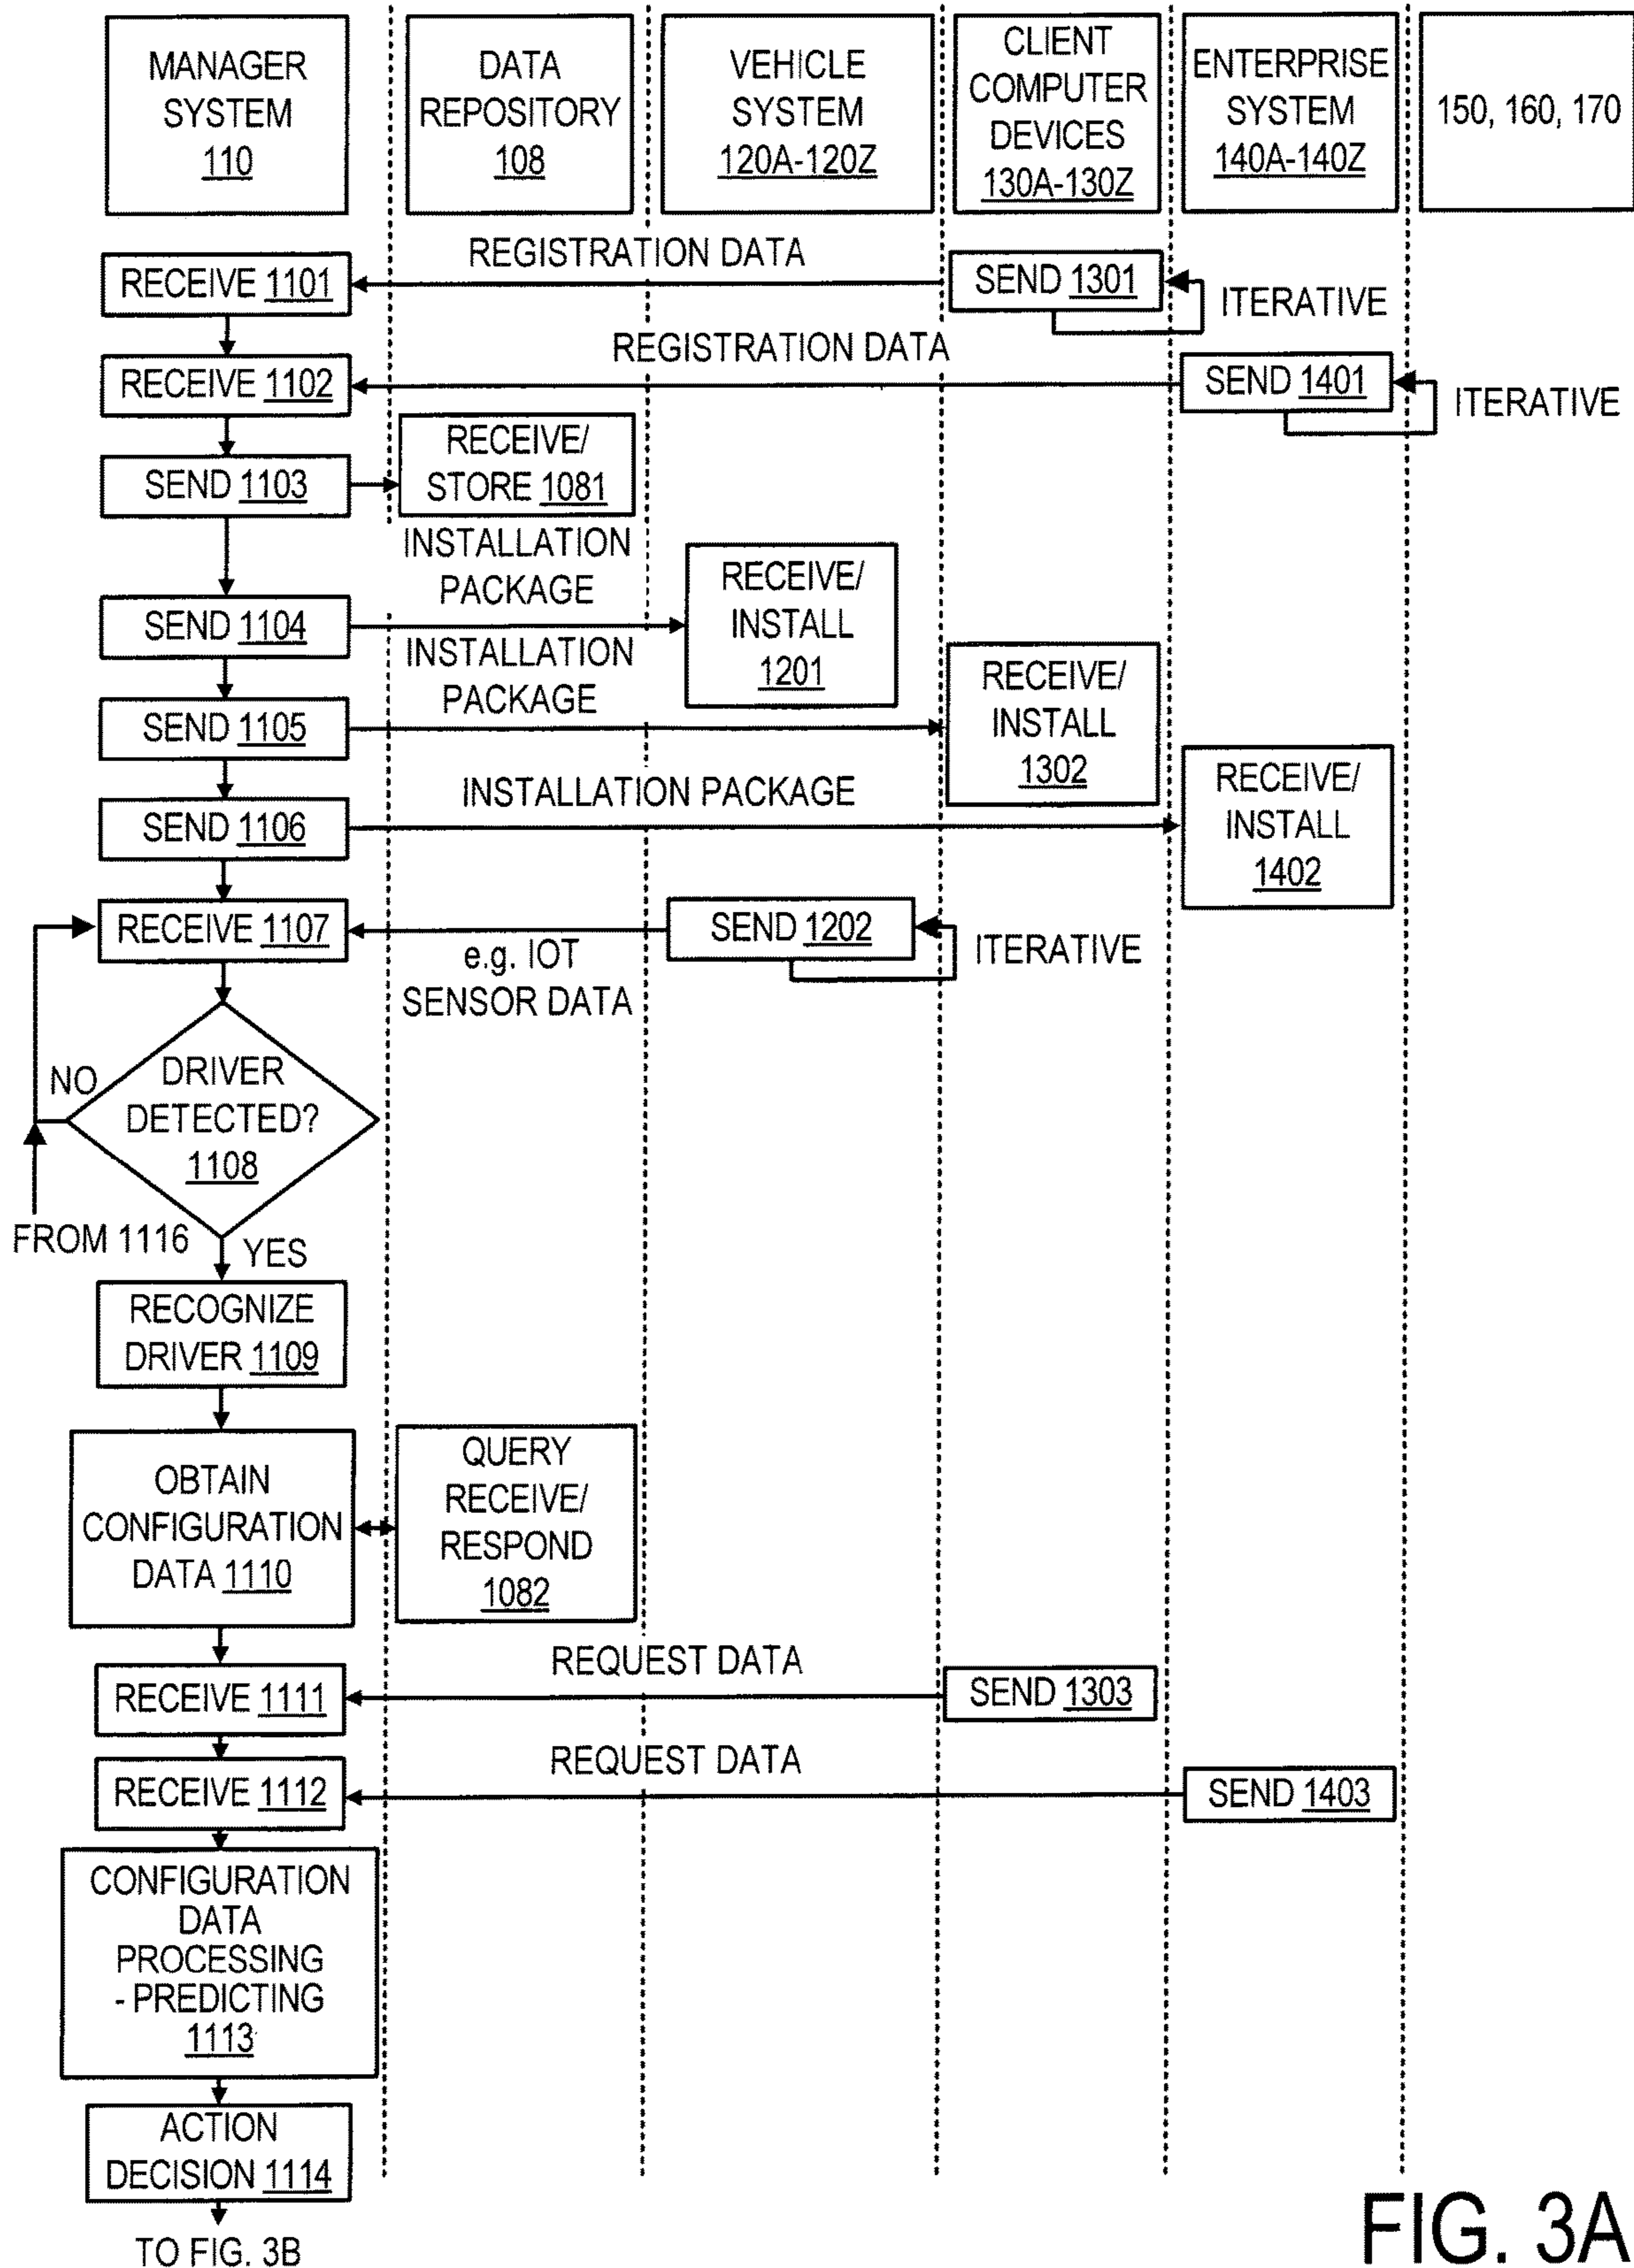 MANAGER
SYSTEM
110
DATA
REPOSITORY
108
VEHICLE
SYSTEM
120A-120Z
CLIENT
COMPUTER
DEVICES
130A-130Z
ENTERPRISE
SYSTEM
140A-140Z
150, 160, 170
REGISTRATION DATA
RECEIVE 1101
SEND 1301
ITERATIVE
REGISTRATION DATA
RECEIVE 1102
SEND 1401
ITERATIVE
SEND 1103
RECEIVE/
STORE 1081
INSTALLATION
PACKAGE
SEND 1104
RECEIVE/
INSTALL
1201
INSTALLATION
PACKAGE
SEND 1105
RECEIVE/
INSTALL
1302
INSTALLATION PACKAGE
SEND 1106
RECEIVE/
INSTALL
1402
RECEIVE 1107
SEND 1202
ITERATIVE
e.g. IOT
SENSOR DATA
NO
DRIVER
DETECTED?
1108
FROM 1116
YES
RECOGNIZE
DRIVER 1109
OBTAIN
CONFIGURATION
DATA 1110
QUERY
RECEIVE/
RESPOND
1082
REQUEST DATA
RECEIVE 1111
SEND 1303
REQUEST DATA
RECEIVE 1112
SEND 1403
CONFIGURATION
DATA
PROCESSING
- PREDICTING
1113
ACTION
DECISION 1114
TO FIG. 3B
FIG. 3A